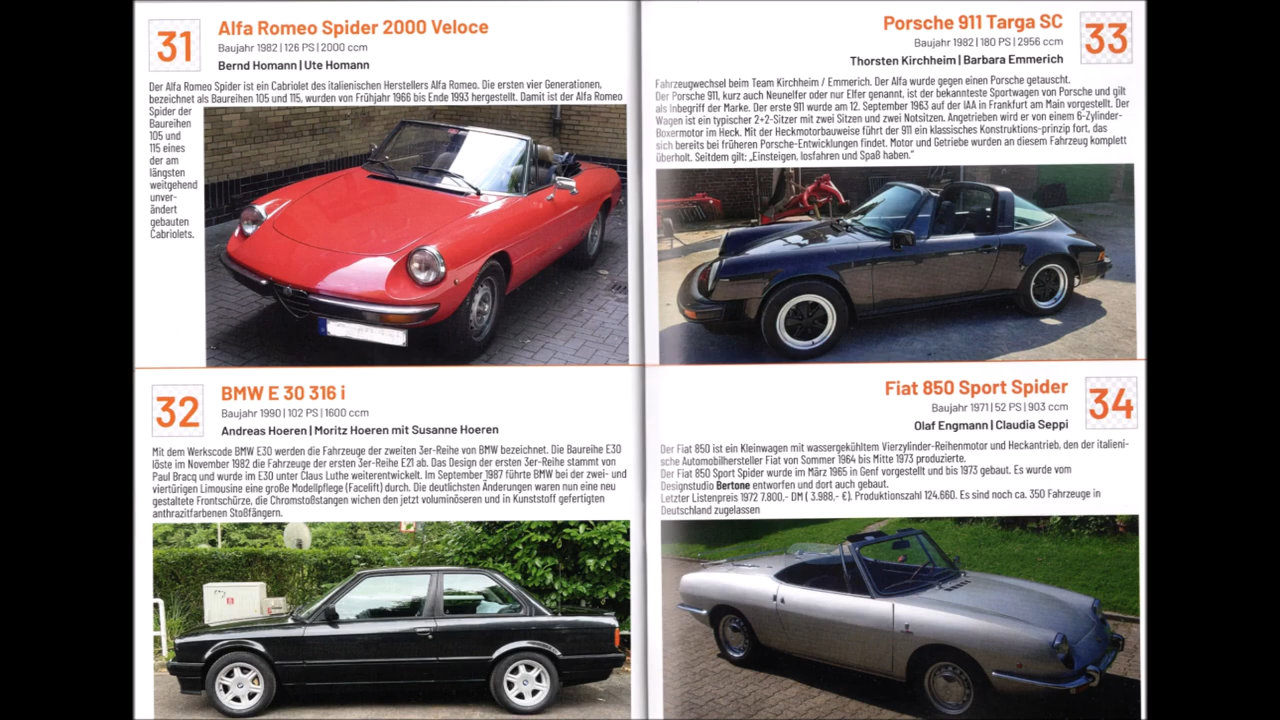 31
Alfa Romeo Spider 2000 Veloce
Baujahr 1982 | 126 PS | 2000 ccm
Bernd Homann | Ute Homann
Der Alfa Romeo Spider ist ein Cabriolet des italienischen Herstellers Alfa Romeo. Die ersten vier Generationen,
bezeichnet als Baureihen 105 und 115, wurden von Frühjahr 1966 bis Ende 1993 hergestellt. Damit ist der Alfa Romeo
Spider der
Baureihen
105 und
115 eines
der am
längsten
weitgehend
unver-
ändert
gebauten
Cabriolets.
32
BMW E 30 316 i
Baujahr 1990 | 102 PS | 1600 ccm
Andreas Hoeren | Moritz Hoeren mit Susanne Hoeren
Mit dem Werkscode BMW E30 werden die Fahrzeuge der zweiten 3er-Reihe von BMW bezeichnet. Die Baureihe E30
löste im November 1982 die Fahrzeuge der ersten 3er-Reihe E21 ab. Das Design der ersten 3er-Reihe stammt von
Paul Bracq und wurde im E30 unter Claus Luthe weiterentwickelt. Im September 1987 führte BMW bei der zwei- und
viertürigen Limousine eine große Modellpflege (Facelift) durch. Die deutlichsten Änderungen waren nun eine neu
gestaltete Frontschürze, die Chromstoßstangen wichen den jetzt voluminöseren und in Kunststoff gefertigten
anthrazitfarbenen Stoßfängern.
Porsche 911 Targa SC
33
Baujahr 1982 | 180 PS | 2956 ccm
Thorsten Kirchheim | Barbara Emmerich
Fahrzeugwechsel beim Team Kirchheim / Emmerich. Der Alfa wurde gegen einen Porsche getauscht.
Der Porsche 911, kurz auch Neunelfer oder nur Elfer genannt, ist der bekannteste Sportwagen von Porsche und gilt
als Inbegriff der Marke. Der erste 911 wurde am 12. September 1963 auf der IAA in Frankfurt am Main vorgestellt. Der
Wagen ist ein typischer 2+2-Sitzer mit zwei Sitzen und zwei Notsitzen. Angetrieben wird er von einem 6-Zylinder-
Boxermotor im Heck. Mit der Heckmotorbauweise führt der 911 ein klassisches Konstruktions-prinzip fort, das
sich bereits bei früheren Porsche-Entwicklungen findet. Motor und Getriebe wurden an diesem Fahrzeug komplett
überholt. Seitdem gilt: „Einsteigen, losfahren und Spaß haben.“
Fiat 850 Sport Spider
34
Baujahr 1971 | 52 PS | 903 ccm
Olaf Engmann | Claudia Seppi
Der Fiat 850 ist ein Kleinwagen mit wassergekühltem Vierzylinder-Reihenmotor und Heckantrieb, den der italieni-
sche Automobilhersteller Fiat von Sommer 1964 bis Mitte 1973 produzierte.
Der Fiat 850 Sport Spider wurde im März 1965 in Genf vorgestellt und bis 1973 gebaut. Es wurde vom
Designstudio Bertone entworfen und dort auch gebaut.
Letzter Listenpreis 1972 7.800,- DM ( 3.988,- €). Produktionszahl 124.660. Es sind noch ca. 350 Fahrzeuge in
Deutschland zugelassen